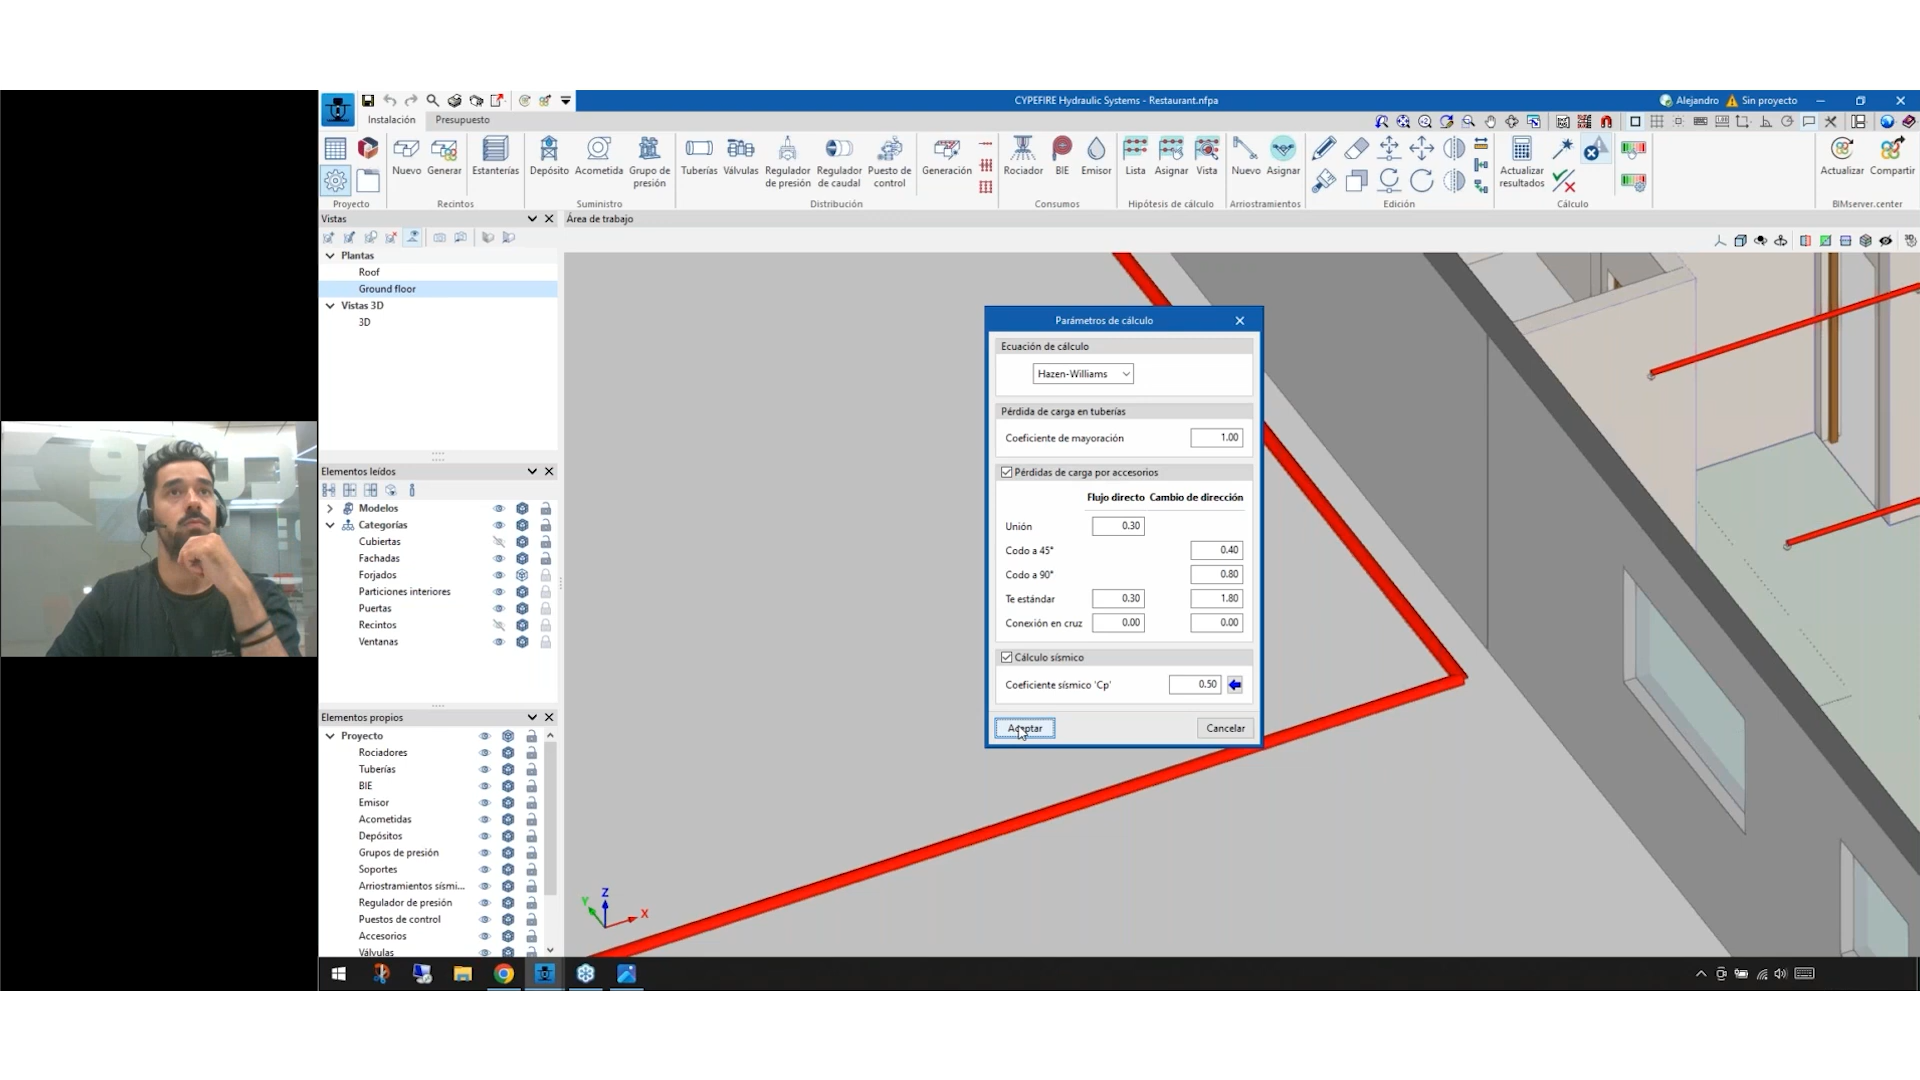 CYPEFIRE Hydraulic Systems - Restaurant.nfpa
Alejandro
Sin proyecto
Instalación
Presupuesto
Nuevo
Generar
Estanterías
Depósito
Acometida
Grupo de presión
Tuberías
Válvulas
Regulador de presión
Regulador de caudal
Puesto de control
Generación
Rociador
BIE
Emisor
Lista
Asignar
Vista
Nuevo
Asignar
Actualizar resultados
Actualizar
Compartir
Proyecto
Recintos
Suministro
Distribución
Consumos
Hipótesis de cálculo
Arriostramientos
Edición
Cálculo
BIMserver.center
Vistas
Área de trabajo
Plantas
Roof
Ground floor
Vistas 3D
3D
Elementos leídos
Modelos
Categorías
Cubiertas
Fachadas
Forjados
Particiones interiores
Puertas
Recintos
Ventanas
Elementos propios
Proyecto
Rociadores
Tuberías
BIE
Emisor
Acometidas
Depósitos
Grupos de presión
Soportes
Arriostramientos sísmi...
Regulador de presión
Puestos de control
Accesorios
Válvulas
Parámetros de cálculo
Ecuación de cálculo
Hazen-Williams
Pérdida de carga en tuberías
Coeficiente de mayoración 1.00
Pérdidas de carga por accesorios
Flujo directo Cambio de dirección
Unión 0.30
Codo a 45° 0.40
Codo a 90° 0.80
Te estándar 0.30 1.80
Conexión en cruz 0.00 0.00
Cálculo sísmico
Coeficiente sísmico 'Cp' 0.50
Aceptar
Cancelar
Z
Y
X